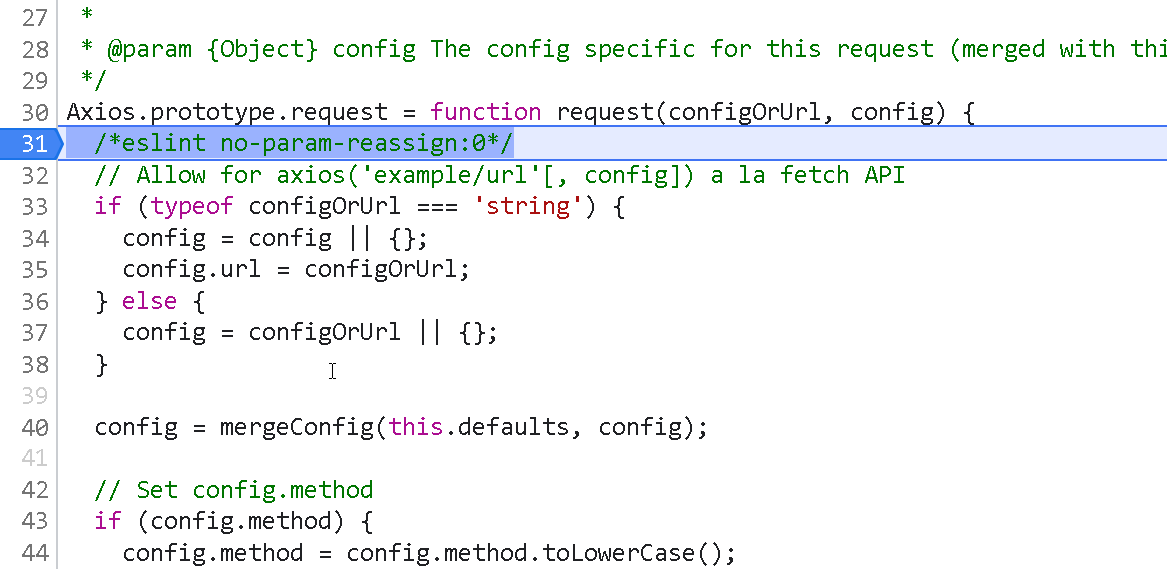 27  *
28  * @param {Object} config The config specific for this request (merged with thi
29  */
30 Axios.prototype.request = function request(configOrUrl, config) {
31   /*eslint no-param-reassign:0*/
32   // Allow for axios('example/url'[, config]) a la fetch API
33   if (typeof configOrUrl === 'string') {
34     config = config || {};
35     config.url = configOrUrl;
36   } else {
37     config = configOrUrl || {};
38   }
39
40   config = mergeConfig(this.defaults, config);
41
42   // Set config.method
43   if (config.method) {
44     config.method = config.method.toLowerCase();